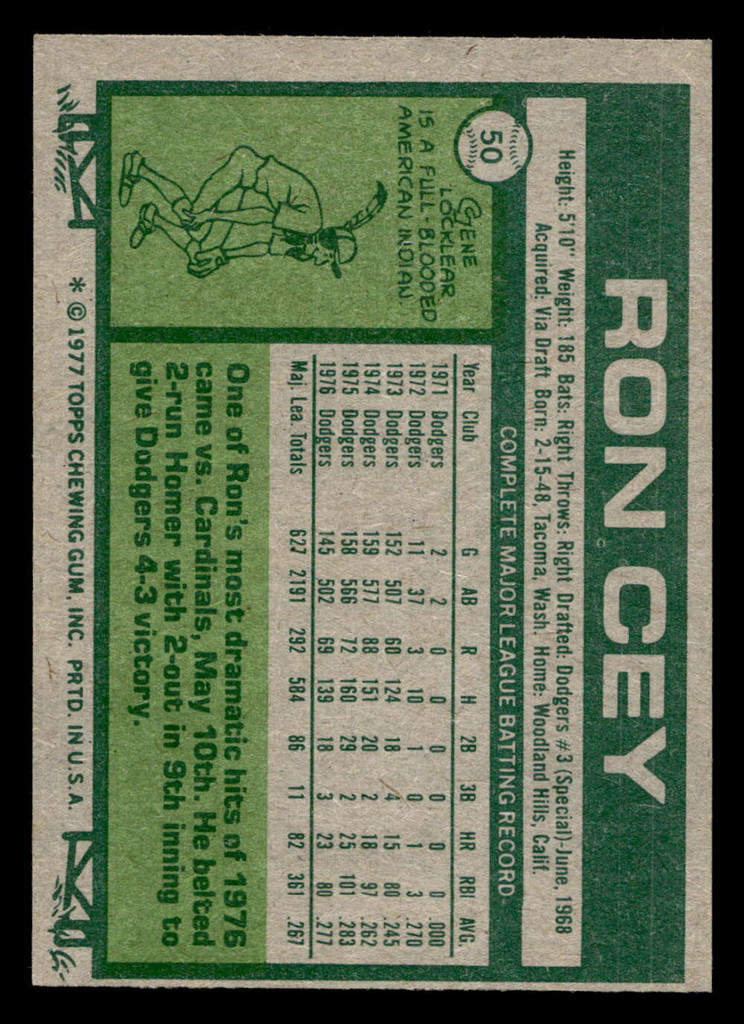 RON CEY
50
Height: 5'10" Weight: 185 Bats: Right Throws: Right Drafted: Dodgers #3 (Special)-June, 1968
Acquired: Via Draft Born: 2-15-48, Tacoma, Wash. Home: Woodland Hills, Calif.
COMPLETE MAJOR LEAGUE BATTING RECORD
Year Club G AB R H 2B 3B HR RBI AVG.
1971 Dodgers 2 2 0 0 0 0 0 0 .000
1972 Dodgers 11 37 3 10 1 0 1 3 .270
1973 Dodgers 152 507 60 124 18 4 15 80 .245
1974 Dodgers 159 577 88 151 20 2 18 97 .262
1975 Dodgers 158 566 72 160 29 2 25 101 .283
1976 Dodgers 145 502 69 139 18 3 23 80 .277
Maj. Lea. Totals 627 2191 292 584 86 11 82 361 .267
GENE
LOCKLEAR
IS A FULL-BLOODED
AMERICAN INDIAN
One of Ron's most dramatic hits of 1976
came vs. Cardinals, May 10th. He belted
2-run Homer with 2-out in 9th inning to
give Dodgers 4-3 victory.
* © 1977 TOPPS CHEWING GUM, INC. PRTD. IN U.S.A.